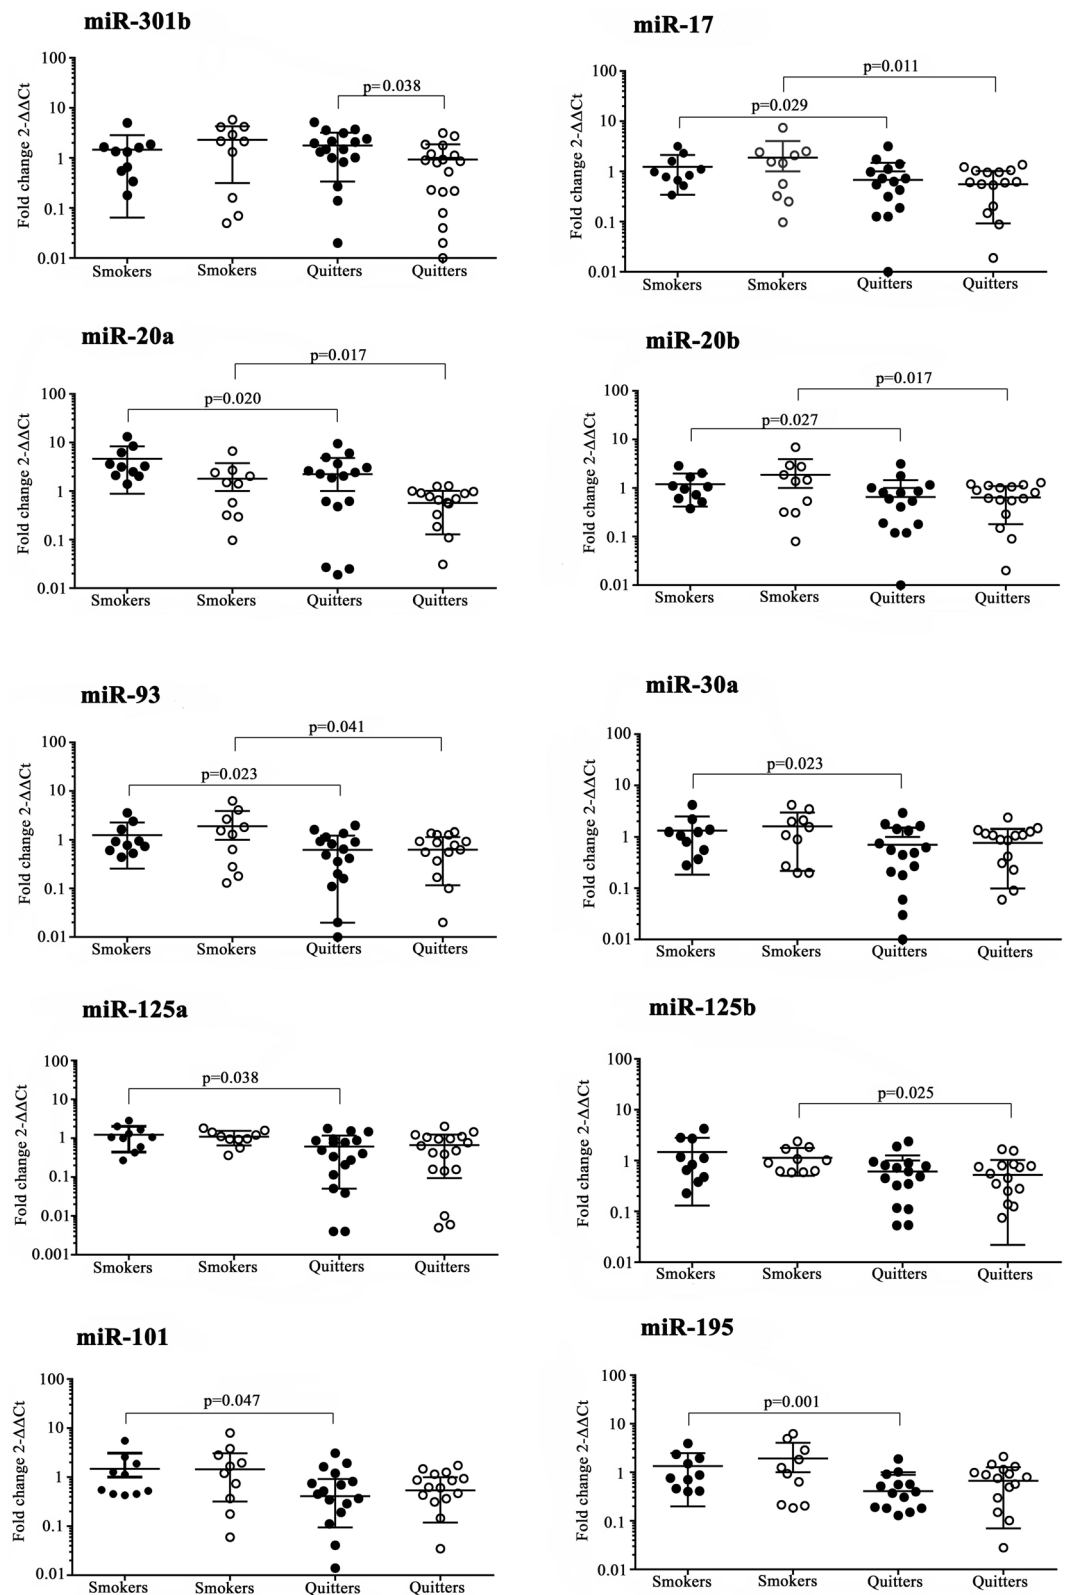 miR-301b
Fold change 2-ΔΔCt
100
10
1
0.1
0.01
p=0.038
Smokers
Smokers
Quitters
Quitters
miR-17
Fold change 2-ΔΔCt
100
10
1
0.1
0.01
p=0.011
p=0.029
Smokers
Smokers
Quitters
Quitters
miR-20a
Fold change 2-ΔΔCt
100
10
1
0.1
0.01
p=0.017
p=0.020
Smokers
Smokers
Quitters
Quitters
miR-20b
Fold change 2-ΔΔCt
100
10
1
0.1
0.01
p=0.017
p=0.027
Smokers
Smokers
Quitters
Quitters
miR-93
Fold change 2-ΔΔCt
100
10
1
0.1
0.01
p=0.041
p=0.023
Smokers
Smokers
Quitters
Quitters
miR-30a
Fold change 2-ΔΔCt
100
10
1
0.1
0.01
p=0.023
Smokers
Smokers
Quitters
Quitters
miR-125a
Fold change 2-ΔΔCt
100
10
1
0.1
0.01
0.001
p=0.038
Smokers
Smokers
Quitters
Quitters
miR-125b
Fold change 2-ΔΔCt
100
10
1
0.1
0.01
p=0.025
Smokers
Smokers
Quitters
Quitters
miR-101
Fold change 2-ΔΔCt
100
10
1
0.1
0.01
p=0.047
Smokers
Smokers
Quitters
Quitters
miR-195
Fold change 2-ΔΔCt
100
10
1
0.1
0.01
p=0.001
Smokers
Smokers
Quitters
Quitters